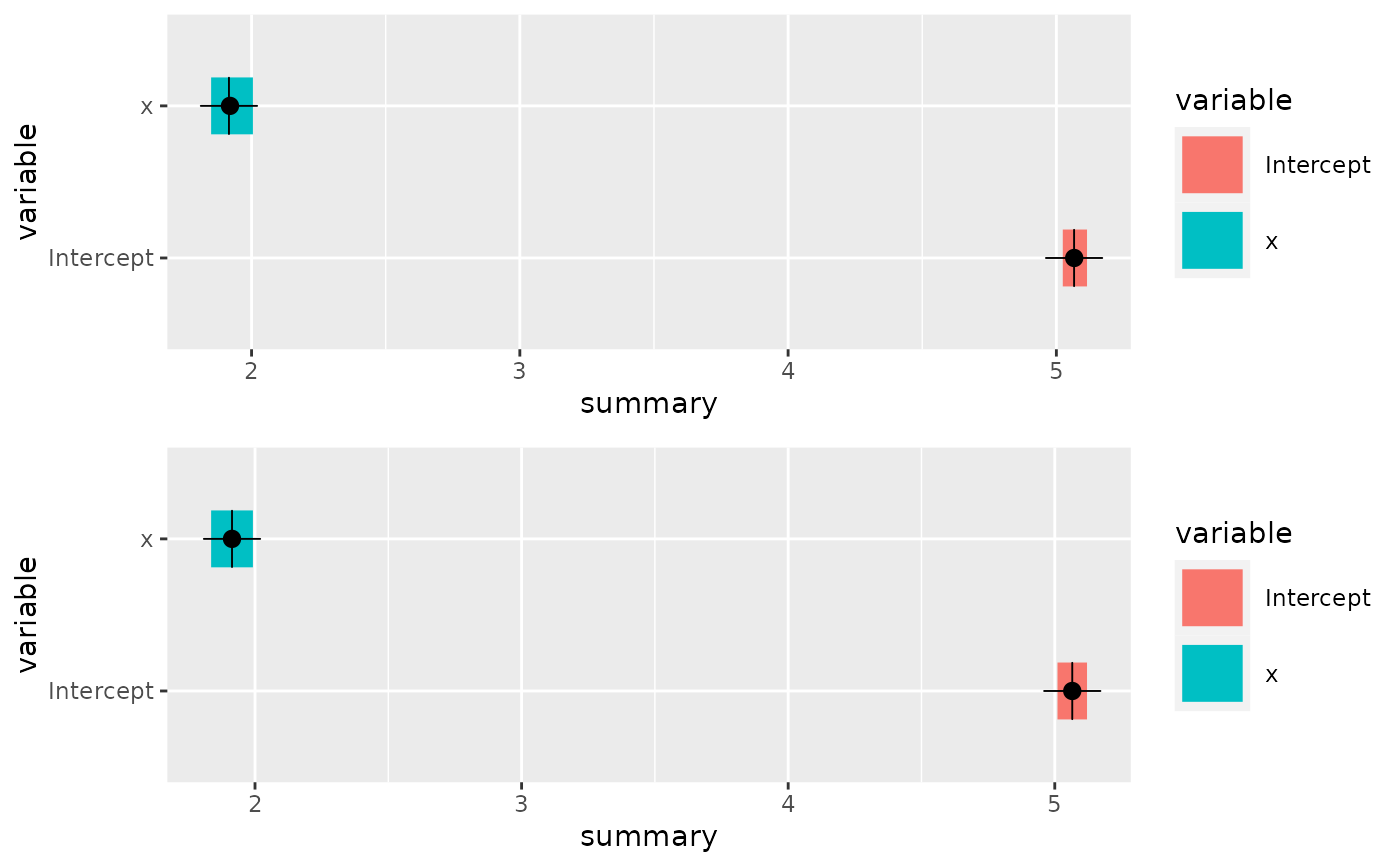 variable
x
Intercept
2 3 4 5
summary
variable
Intercept
x
variable
x
Intercept
2 3 4 5
summary
variable
Intercept
x